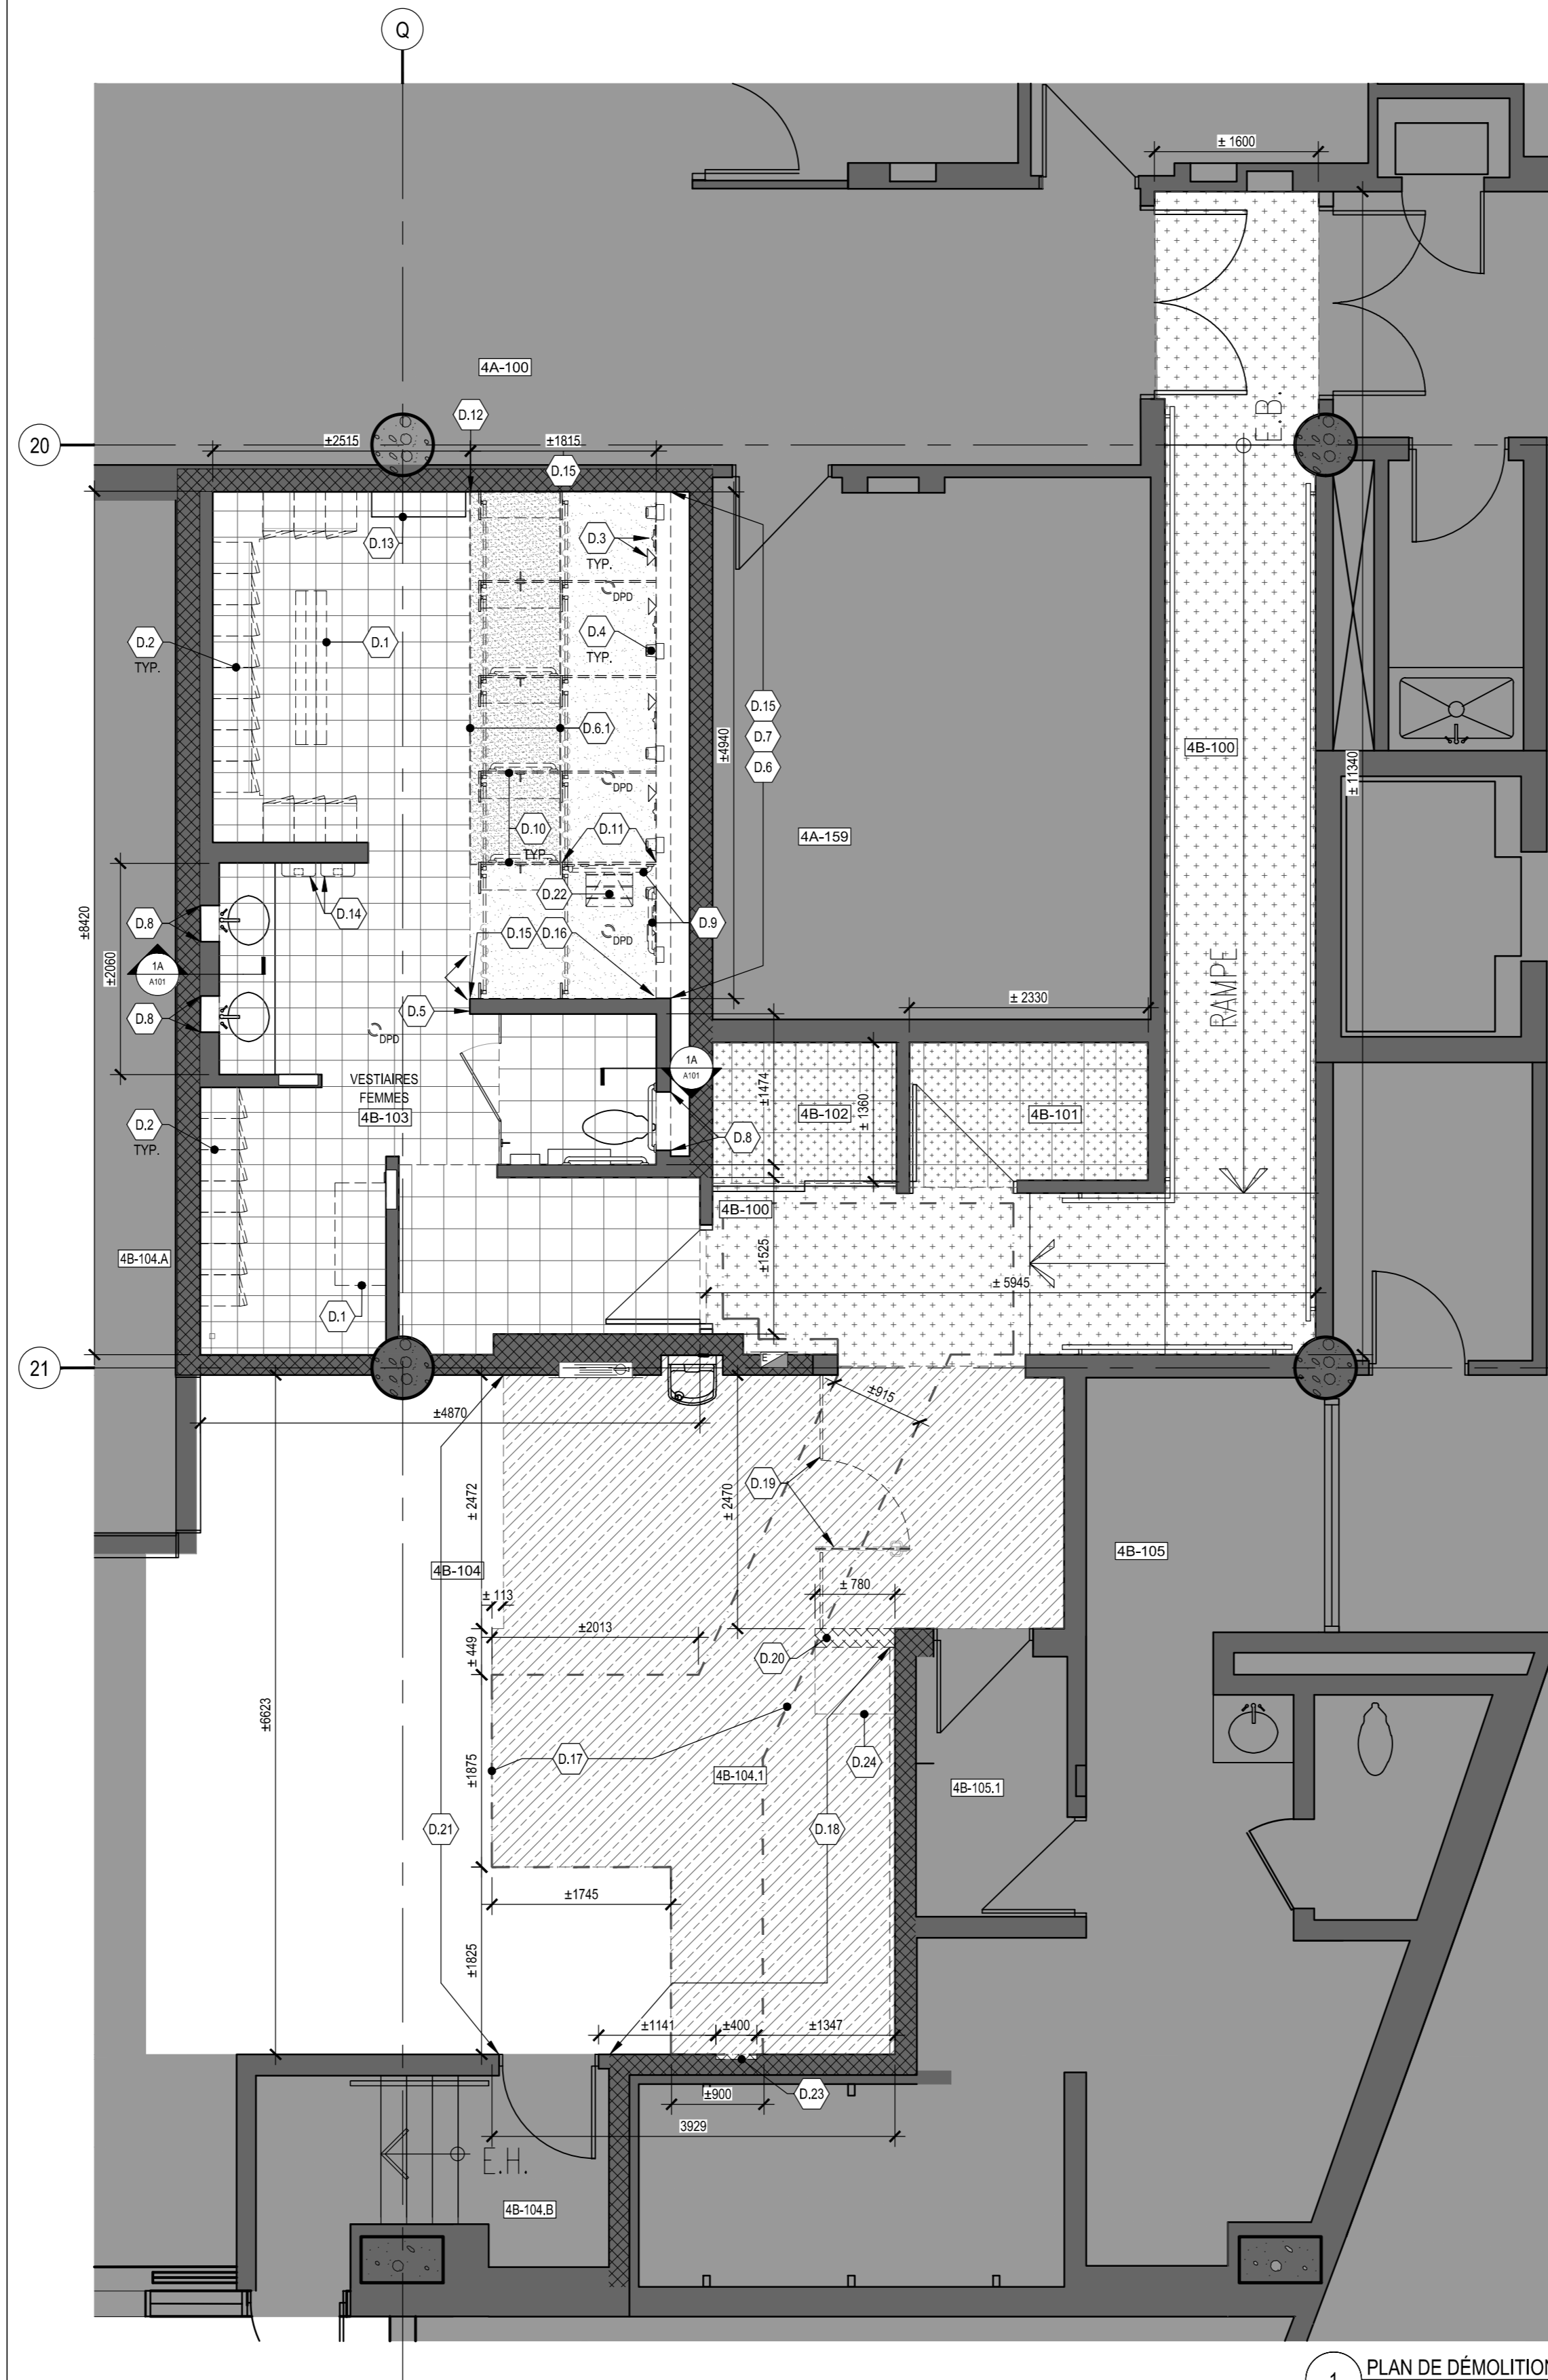 Q
± 1600
4A-100
D.12
20
±2515
±1815
E.B.
D.15
D.13
D.3
TYP.
DPD
D.2
TYP.
D.1
D.4
TYP.
D.15
D.7
D.6
D.6.1
±4940
4B-100
± 11340
DPD
D.10
TYP.
D.11
4A-159
D.22
D.14
D.8
D.9
±8420
D.15
D.16
DPD
1A
A101
±2060
RAMPE
± 2330
D.5
D.8
DPD
1A
A101
VESTIAIRES
FEMMES
4B-103
±1474
± 1360
4B-102
4B-101
D.2
TYP.
D.8
4B-100
4B-104.A
±1525
± 5945
D.1
21
E
±915
±4870
D.19
± 2472
± 2470
4B-104
4B-105
± 113
± 780
±2013
± 449
D.20
±6623
D.17
D.24
±1875
4B-104.1
4B-105.1
D.21
D.18
±1745
±1825
±1141
±400
±1347
±900
D.23
3929
E.H.
4B-104.B
1
PLAN DE DÉMOLITION